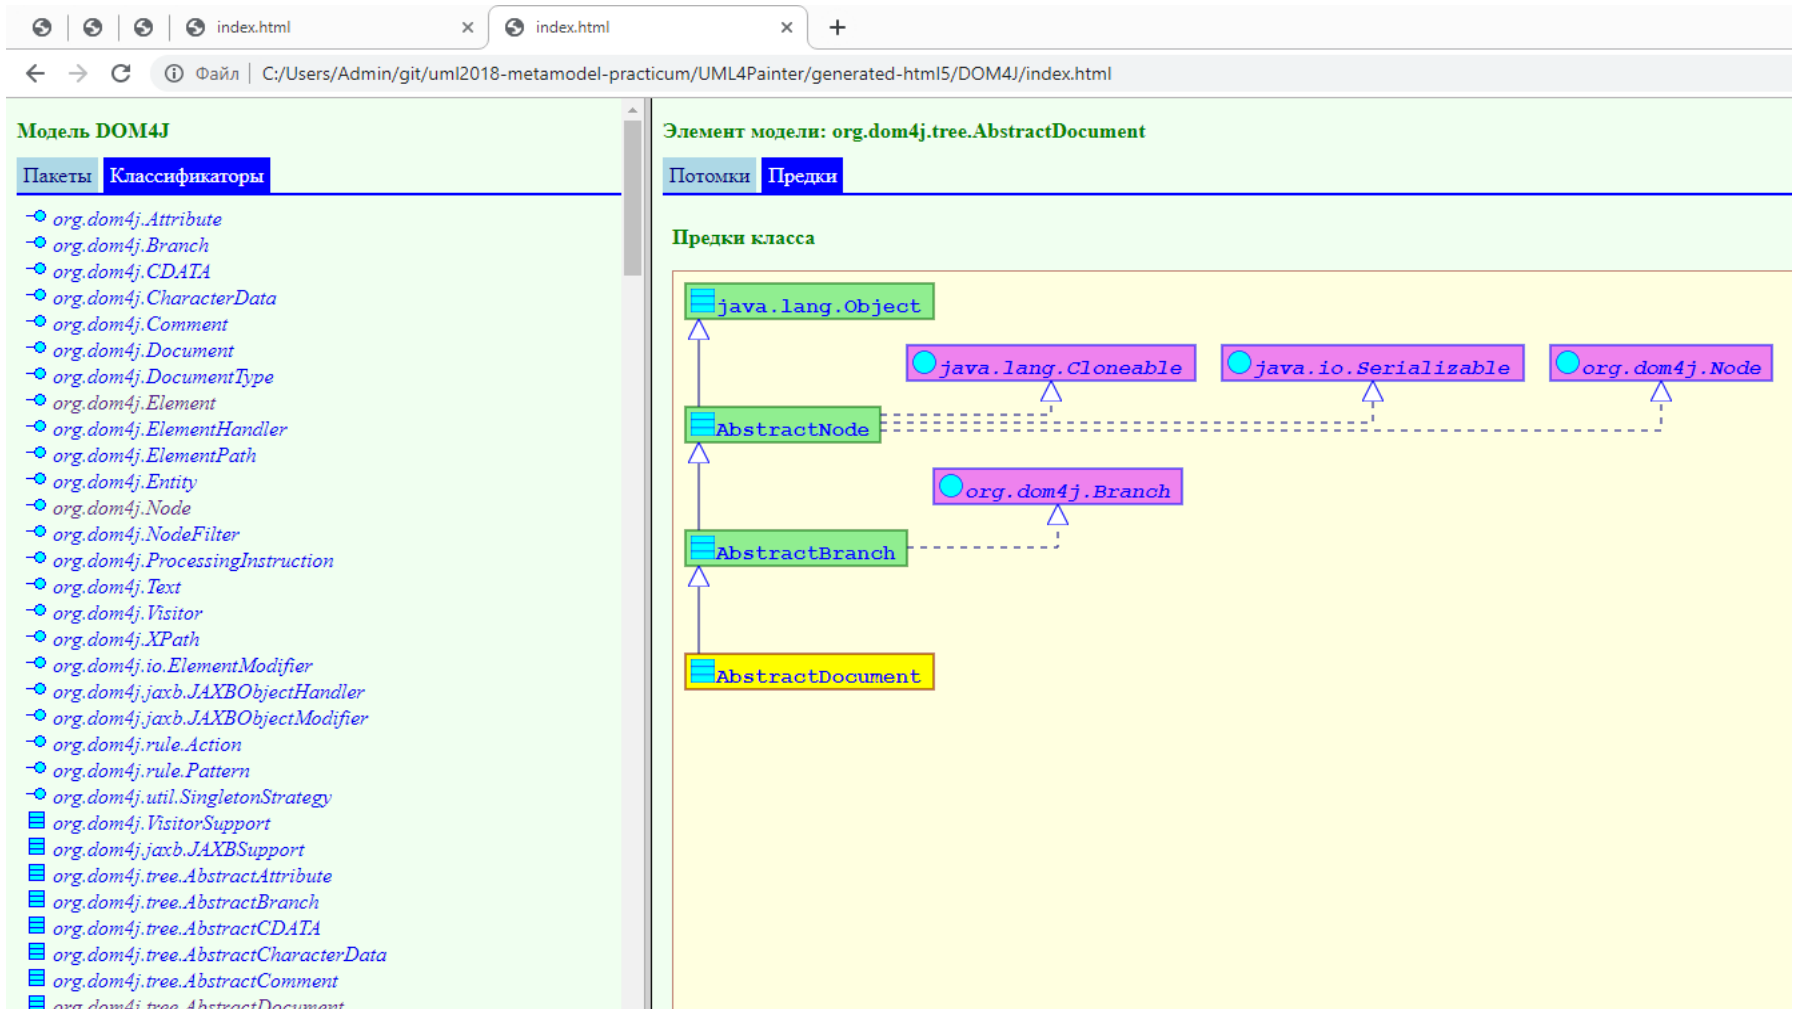 index.html
index.html
Файл
C:/Users/Admin/git/uml2018-metamodel-practicum/UML4Painter/generated-html5/DOM4J/index.html
Модель DOM4J
Пакеты
Классификаторы
org.dom4j.Attribute
org.dom4j.Branch
org.dom4j.CDATA
org.dom4j.CharacterData
org.dom4j.Comment
org.dom4j.Document
org.dom4j.DocumentType
org.dom4j.Element
org.dom4j.ElementHandler
org.dom4j.ElementPath
org.dom4j.Entity
org.dom4j.Node
org.dom4j.NodeFilter
org.dom4j.ProcessingInstruction
org.dom4j.Text
org.dom4j.Visitor
org.dom4j.XPath
org.dom4j.io.ElementModifier
org.dom4j.jaxb.JAXBObjectHandler
org.dom4j.jaxb.JAXBObjectModifier
org.dom4j.rule.Action
org.dom4j.rule.Pattern
org.dom4j.util.SingletonStrategy
org.dom4j.VisitorSupport
org.dom4j.jaxb.JAXBSupport
org.dom4j.tree.AbstractAttribute
org.dom4j.tree.AbstractBranch
org.dom4j.tree.AbstractCDATA
org.dom4j.tree.AbstractCharacterData
org.dom4j.tree.AbstractComment
org.dom4j.tree.AbstractDocument
Элемент модели: org.dom4j.tree.AbstractDocument
Потомки
Предки
Предки класса
java.lang.Object
java.lang.Cloneable
java.io.Serializable
org.dom4j.Node
AbstractNode
org.dom4j.Branch
AbstractBranch
AbstractDocument